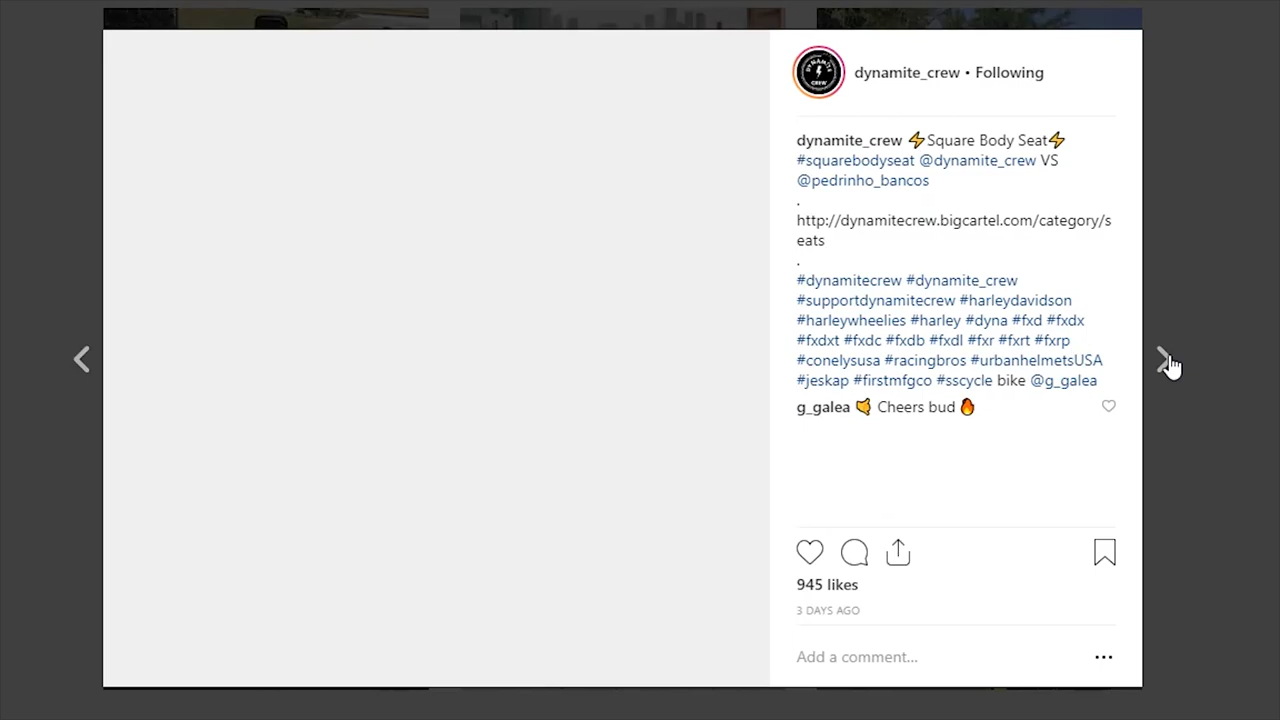 dynamite_crew • Following
dynamite_crew ⚡Square Body Seat⚡
#squarebodyseat @dynamite_crew VS
@pedrinho_bancos
.
http://dynamitecrew.bigcartel.com/category/s
eats
.
#dynamitecrew #dynamite_crew
#supportdynamitecrew #harleydavidson
#harleywheelies #harley #dyna #fxd #fxdx
#fxdxt #fxdc #fxdb #fxdl #fxr #fxrt #fxrp
#conelysusa #racingbros #urbanhelmetsUSA
#jeskap #firstmfgco #sscycle bike @g_galea
g_galea 🤙 Cheers bud 🔥
945 likes
3 DAYS AGO
Add a comment...